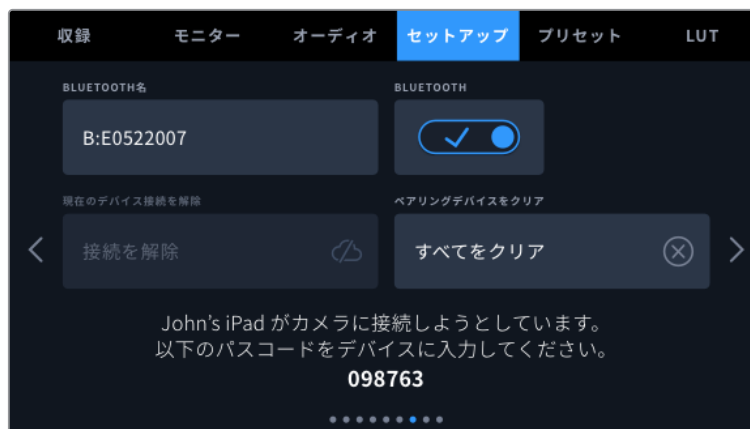 収録 モニター オーディオ セットアップ プリセット LUT
BLUETOOTH名 BLUETOOTH
B:E0522007
現在のデバイス接続を解除 ペアリングデバイスをクリア
接続を解除 すべてをクリア
John's iPad がカメラに接続しようとしています。
以下のパスコードをデバイスに入力してください。
098763